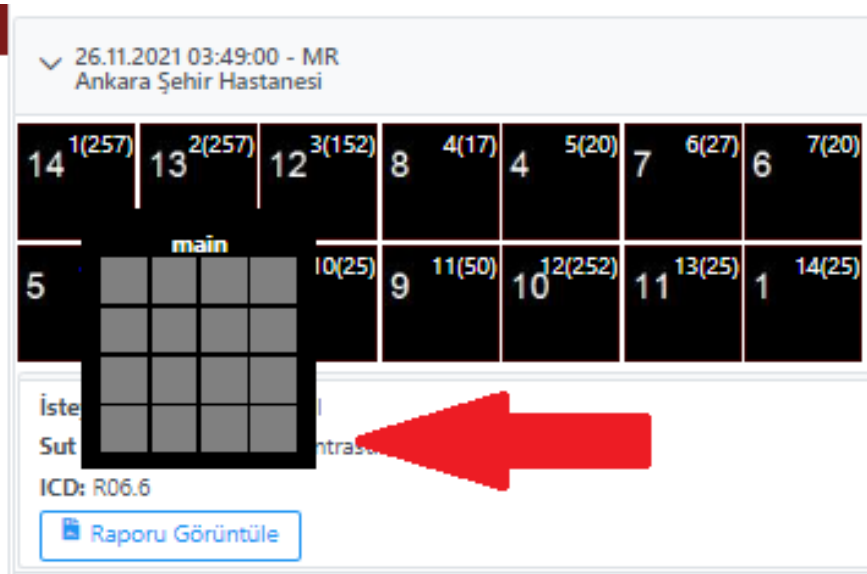 26.11.2021 03:49:00 - MR
Ankara Şehir Hastanesi
14 1(257) 13 2(257) 12 3(152) 8 4(17) 4 5(20) 7 6(27) 6 7(20)
main
5 10(25) 9 11(50) 10 12(252) 11 13(25) 1 14(25)
Sut
ICD: R06.6
Raporu Görüntüle